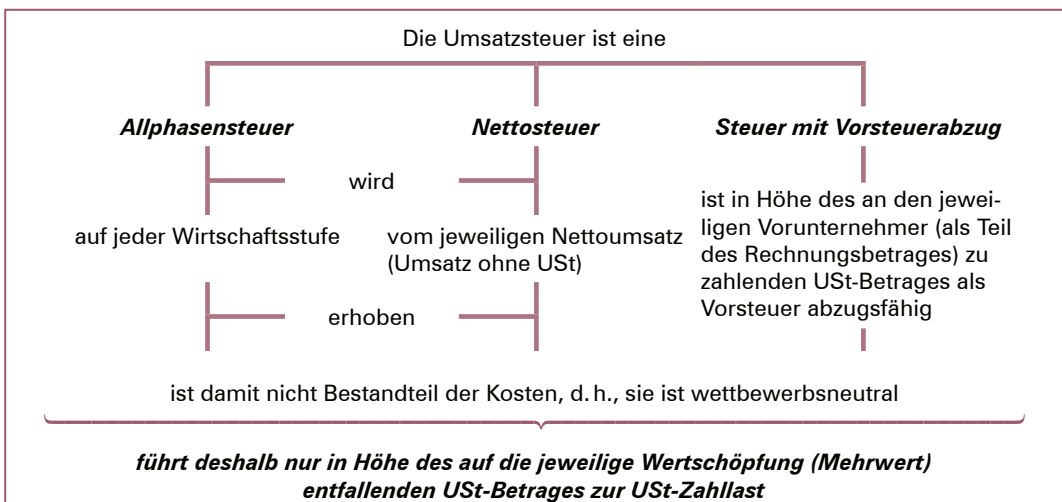 Die Umsatzsteuer ist eine
Allphasensteuer
Nettosteuer
Steuer mit Vorsteuerabzug
wird
auf jeder Wirtschaftsstufe
vom jeweiligen Nettoumsatz
(Umsatz ohne USt)
erhoben
ist in Höhe des an den jewei-
ligen Vorunternehmer (als Teil
des Rechnungsbetrages) zu
zahlenden USt-Betrages als
Vorsteuer abzugsfähig
ist damit nicht Bestandteil der Kosten, d. h., sie ist wettbewerbsneutral
führt deshalb nur in Höhe des auf die jeweilige Wertschöpfung (Mehrwert)
entfallenden USt-Betrages zur USt-Zahllast